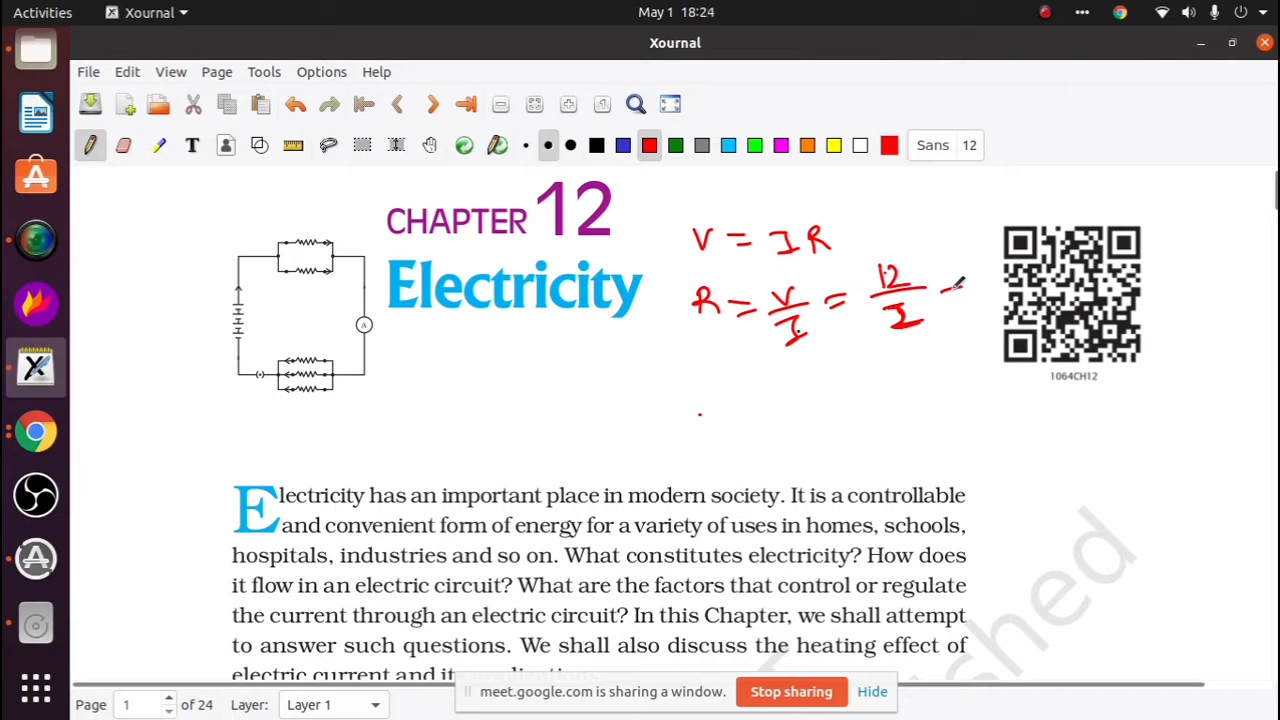 Activities
Xournal
May 1 18:24
Xournal
File Edit View Page Tools Options Help
T
Sans 12
CHAPTER 12
Electricity
A
V = I R
R = V/I = 12/I =
1064CH12
Electricity has an important place in modern society. It is a controllable
and convenient form of energy for a variety of uses in homes, schools,
hospitals, industries and so on. What constitutes electricity? How does
it flow in an electric circuit? What are the factors that control or regulate
the current through an electric circuit? In this Chapter, we shall attempt
to answer such questions. We shall also discuss the heating effect of
electric current and its
shed
meet.google.com is sharing a window. Stop sharing Hide
Page 1 of 24 Layer: Layer 1